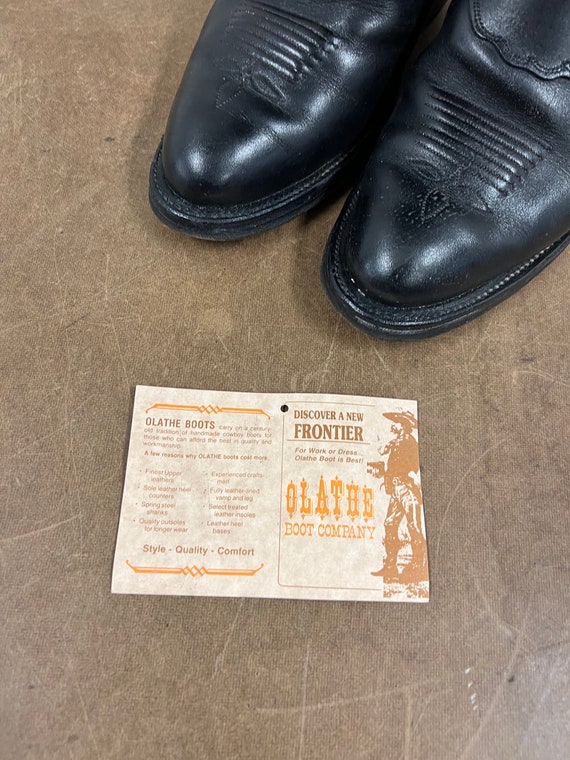 OLATHE BOOTS carry on a century
old tradition of handmade cowboy boots for
those who can afford the best in quality and
workmanship.
A few reasons why OLATHE boots cost more.
- Finest Upper
leathers
- Sole leather heel
counters
- Spring steel
shanks
- Quality outsoles
for longer wear
- Experienced crafts-
men
- Fully leather-lined
vamp and leg
- Select treated
leather insoles
- Leather heel
bases
Style - Quality - Comfort
DISCOVER A NEW
FRONTIER
For Work or Dress
Olathe Boot is Best!
OLATHE
BOOT COMPANY